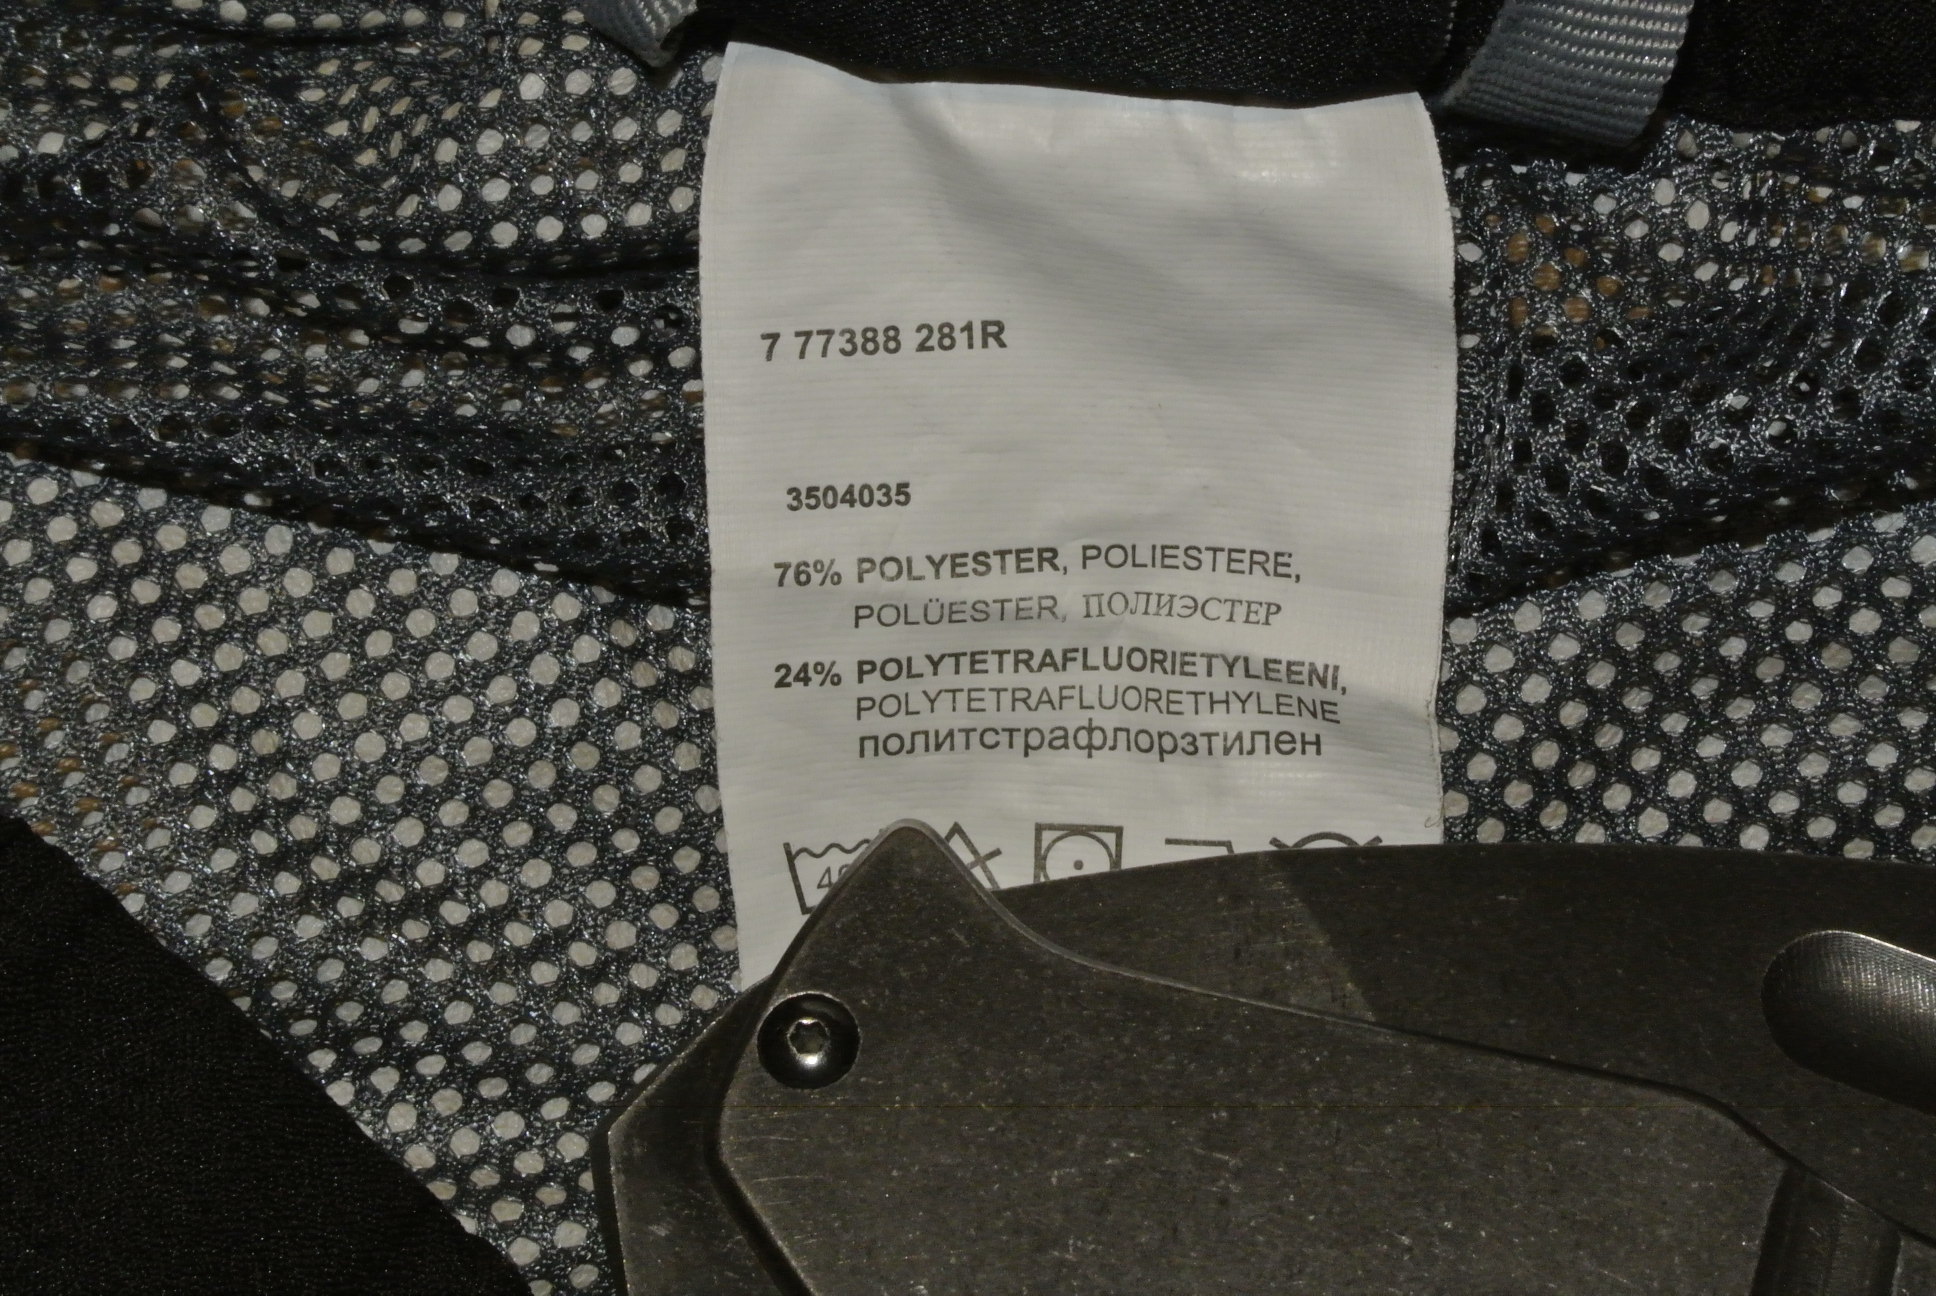 7 77388 281R
3504035
76% POLYESTER, POLIESTERE,
POLÜESTER, ПОЛИЭСТЕР
24% POLYTETRAFLUORIETYLEENI,
POLYTETRAFLUORETHYLENE
политстрафлорзтилен